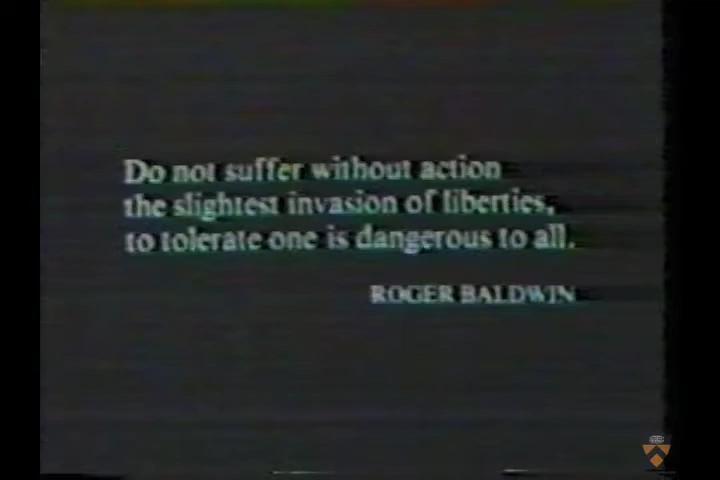 Do not suffer without action
the slightest invasion of liberties,
to tolerate one is dangerous to all.
ROGER BALDWIN